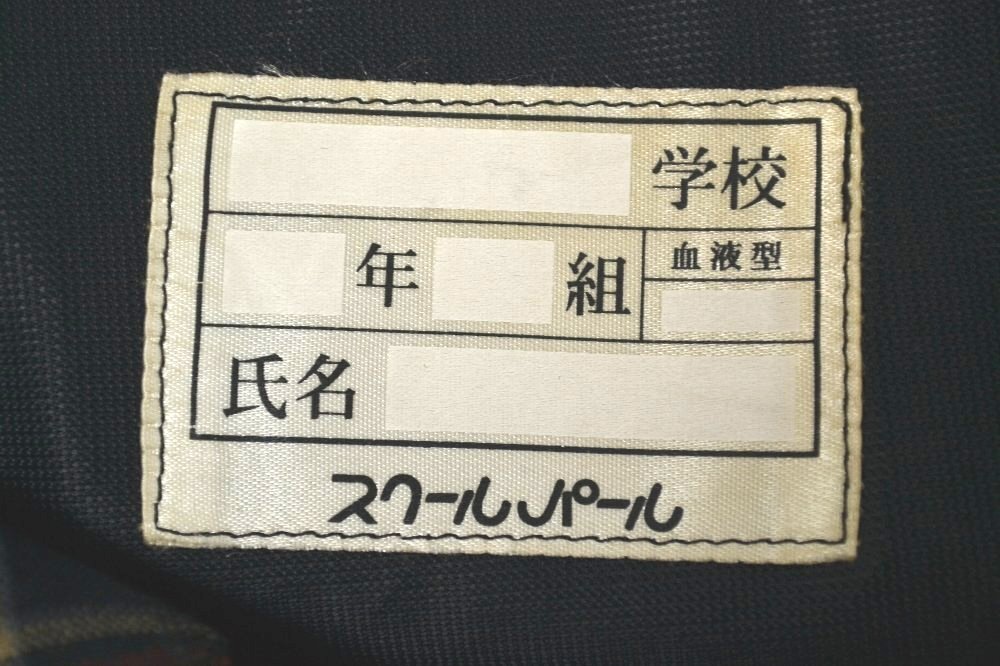 学校
年 組
血液型
氏名
スクールパール